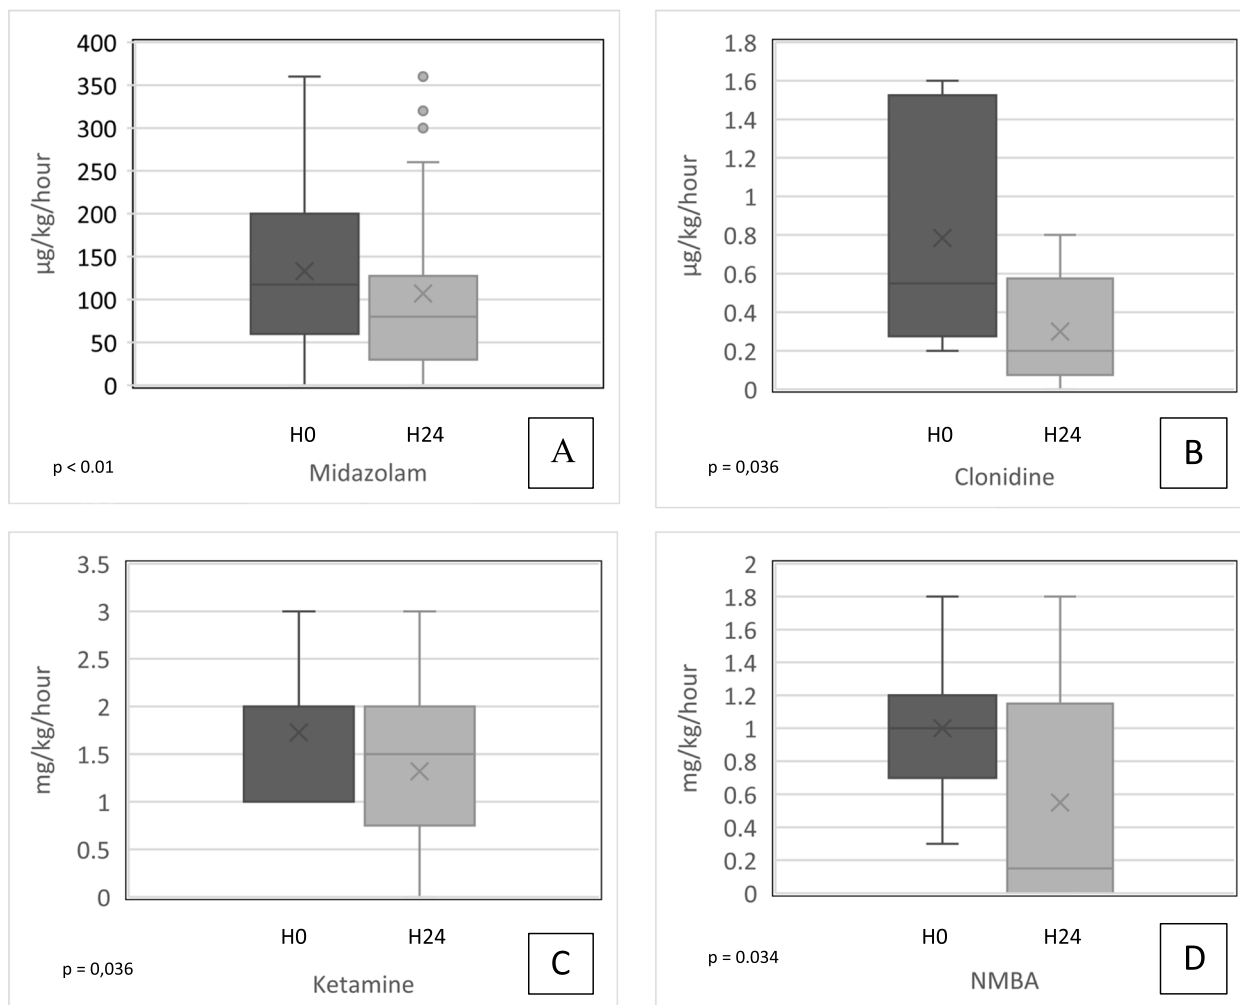 400
350
300
250
200
150
100
50
0
µg/kg/hour
H0 H24
p < 0.01
Midazolam
A
1.8
1.6
1.4
1.2
1
0.8
0.6
0.4
0.2
0
µg/kg/hour
H0 H24
p = 0,036
Clonidine
B
3.5
3
2.5
2
1.5
1
0.5
0
mg/kg/hour
H0 H24
p = 0,036
Ketamine
C
2
1.8
1.6
1.4
1.2
1
0.8
0.6
0.4
0.2
0
mg/kg/hour
H0 H24
p = 0.034
NMBA
D